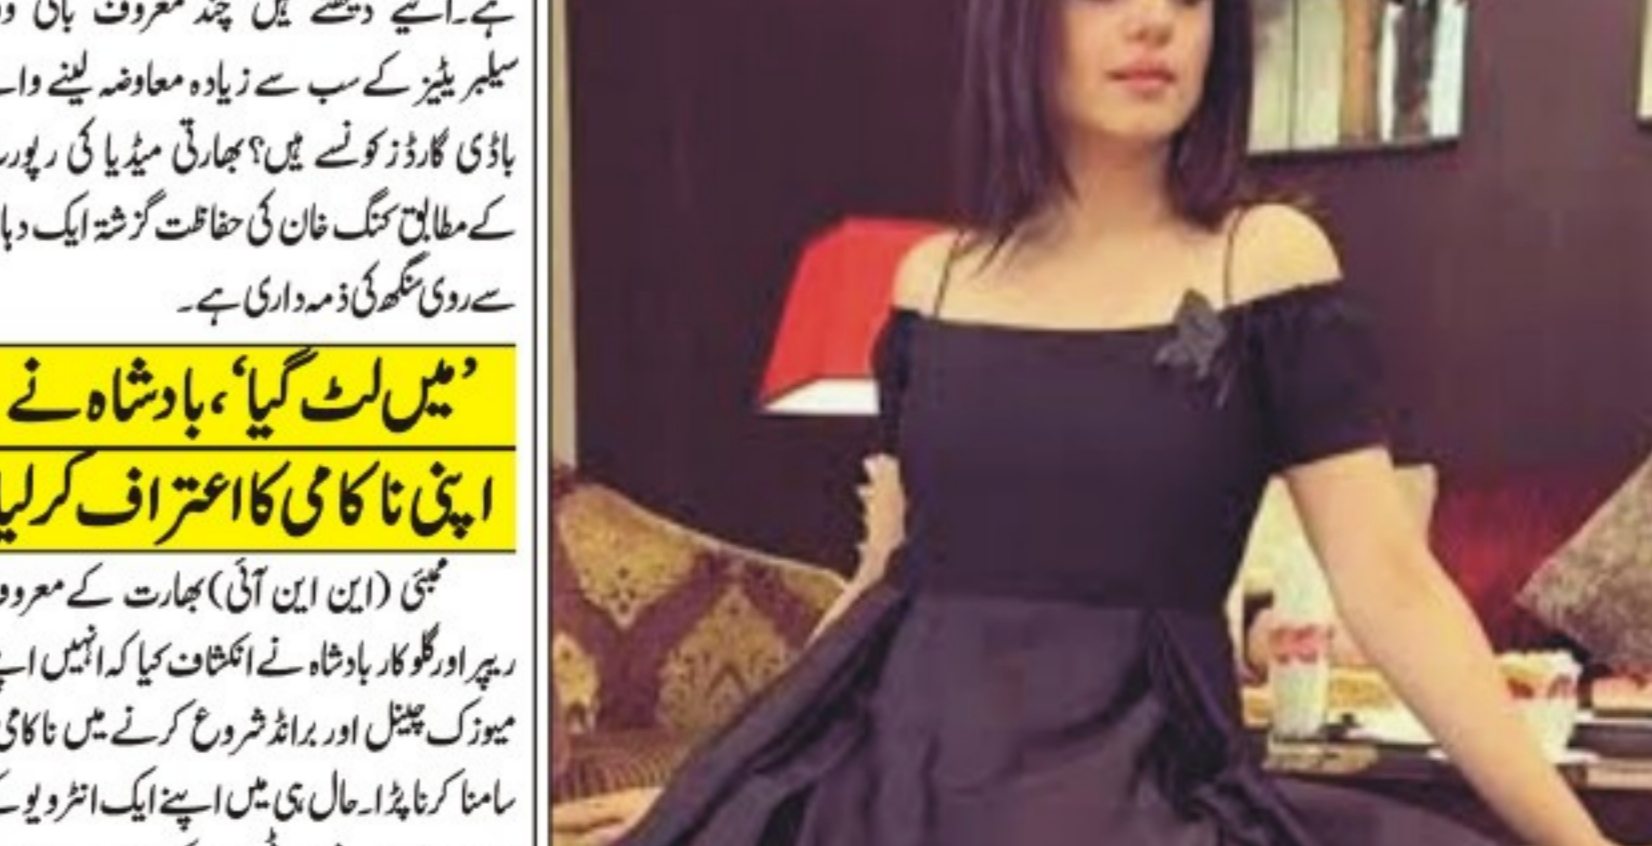 ہے۔آئیے دیکھتے ہیں چند معروف بالی
سیلبریٹیز کے سب سے زیادہ معاوضہ لینے والے
باڈی گارڈز کونسے ہیں؟ بھارتی میڈیا کی رپورٹ
کے مطابق کنگ خان کی حفاظت گزشتہ ایک
سے روی سنگھ کی ذمہ داری ہے۔
’میں لٹ گیا‘، بادشاہ نے
اپنی ناکامی کا اعتراف کرلیا
ممبئی (این این آئی) بھارت کے معروف
ریپر اور گلوکار بادشاہ نے انکشاف کیا کہ انہیں
میوزک چینل اور برانڈ شروع کرنے میں ناکامی
سامنا کرنا پڑا۔حال ہی میں اپنے ایک انٹرویو